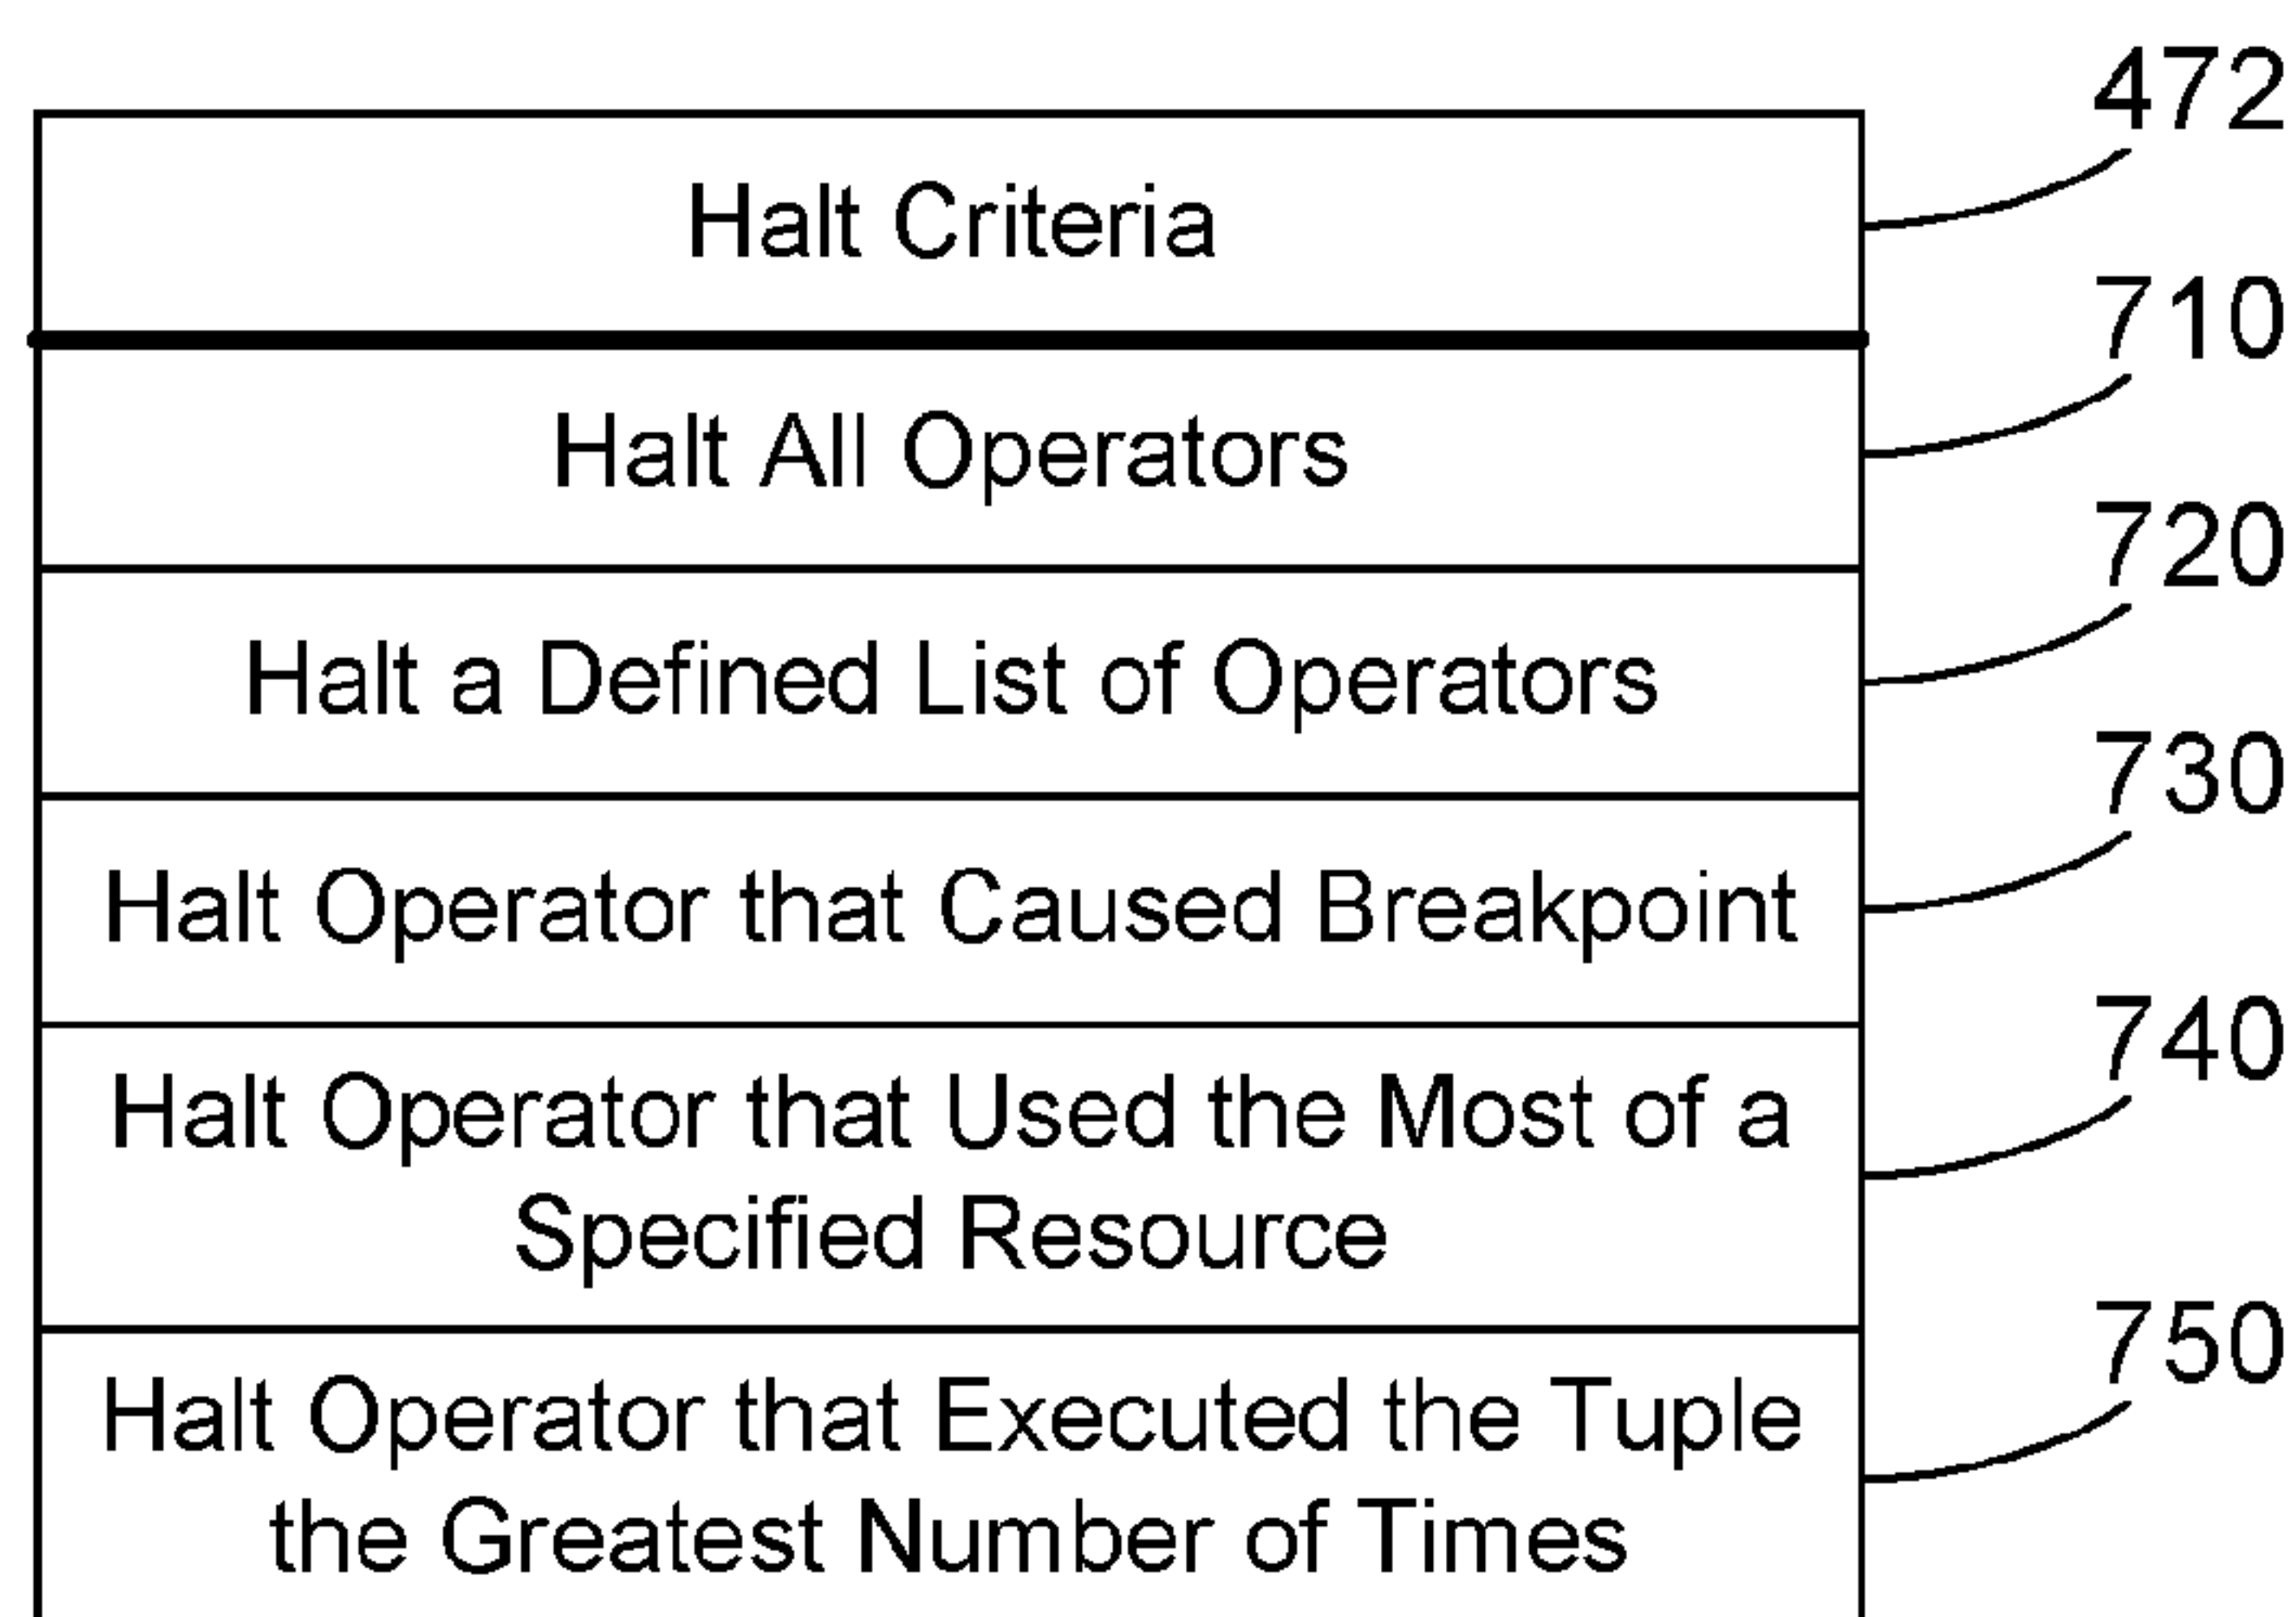 472
Halt Criteria
710
Halt All Operators
720
Halt a Defined List of Operators
730
Halt Operator that Caused Breakpoint
740
Halt Operator that Used the Most of a
Specified Resource
750
Halt Operator that Executed the Tuple
the Greatest Number of Times